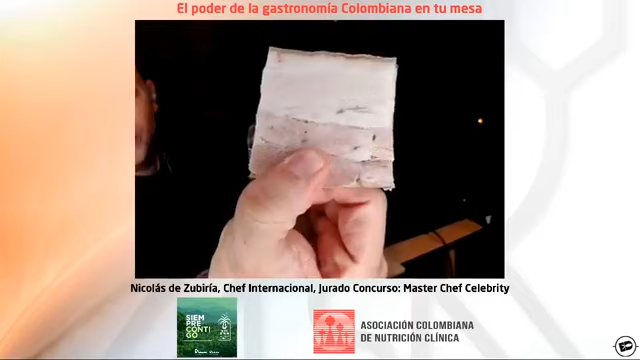 El poder de la gastronomía Colombiana en tu mesa
Nicolás de Zubiría, Chef Internacional, Jurado Concurso: Master Chef Celebrity
SIEM
PRE
CONTI
GO
ASOCIACIÓN COLOMBIANA
DE NUTRICIÓN CLÍNICA